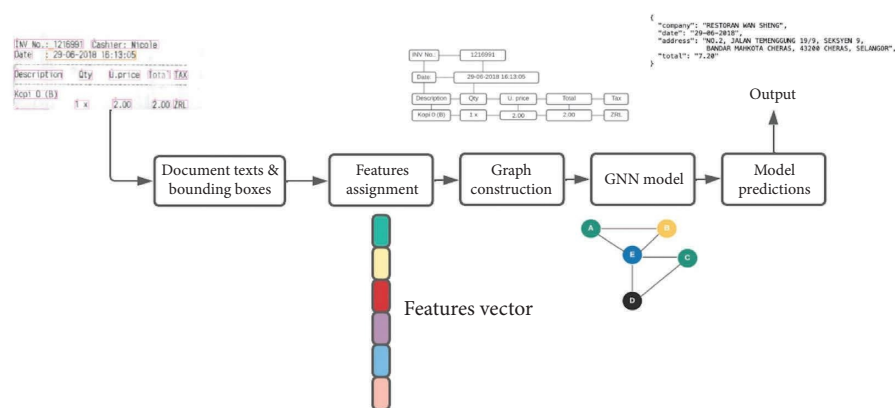 INV No.: 1216991 Cashier: Nicole
Date : 29-06-2018 16:13:05
Description Qty U.price Total TAX
Kopi O (B)
1 x 2.00 2.00 ZRL
INV No. 1216991
Date: 29-06-2018 16:13:05
Description Qty U. price Total Tax
Kopi 0 (B) 1 x 2.00 2.00 ZRL
{
"company": "RESTORAN WAN SHENG",
"date": "29-06-2018",
"address": "NO.2, JALAN TEMENGGUNG 19/9, SEKSYEN 9,
BANDAR MAHKOTA CHERAS, 43200 CHERAS, SELANGOR",
"total": "7.20"
}
Output
Document texts &
bounding boxes
Features
assignment
Graph
construction
GNN model
Model
predictions
Features vector
A
B
E
C
D